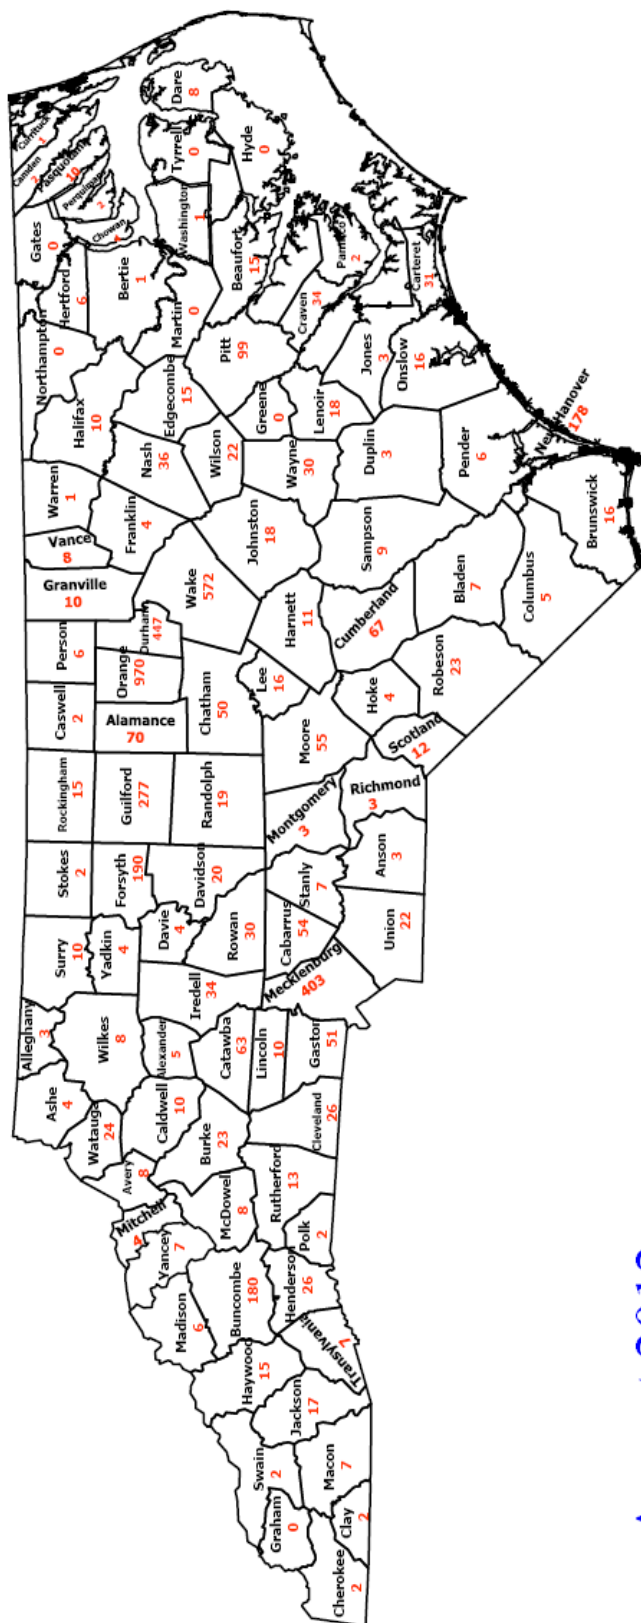 Cherokee
2
Graham
0
Clay
2
Swain
2
Macon
7
Jackson
17
Haywood
15
Transylvania
7
Madison
6
Buncombe
180
Henderson
26
Yancey
7
Mitchell
4
Avery
8
McDowell
8
Polk
2
Rutherford
13
Burke
23
Cleveland
26
Watauga
24
Ashe
4
Caldwell
10
Alleghany
3
Wilkes
8
Alexander
5
Catawba
63
Lincoln
10
Gaston
51
Surry
10
Yadkin
4
Iredell
34
Davie
4
Rowan
30
Cabarrus
54
Mecklenburg
403
Stokes
2
Forsyth
190
Davidson
20
Stanly
7
Union
22
Anson
3
Rockingham
15
Guilford
277
Randolph
19
Montgomery
3
Richmond
3
Caswell
2
Alamance
70
Person
6
Orange
970
Durham
447
Chatham
50
Moore
55
Lee
16
Scotland
12
Hoke
4
Robeson
23
Granville
10
Vance
8
Warren
1
Franklin
4
Wake
572
Harnett
11
Cumberland
67
Johnston
18
Sampson
9
Bladen
7
Columbus
5
Brunswick
16
Northampton
0
Halifax
10
Nash
36
Edgecombe
15
Wilson
22
Wayne
30
Greene
0
Lenoir
18
Duplin
3
Pender
6
New Hanover
178
Jones
3
Onslow
16
Pitt
99
Craven
34
Pamlico
2
Carteret
31
Hertford
6
Gates
0
Bertie
1
Martin
0
Beaufort
15
Washington
1
Tyrrell
0
Dare
8
Hyde
0
Chowan
4
Perquimans
2
Pasquotank
10
Camden
2
Currituck
1